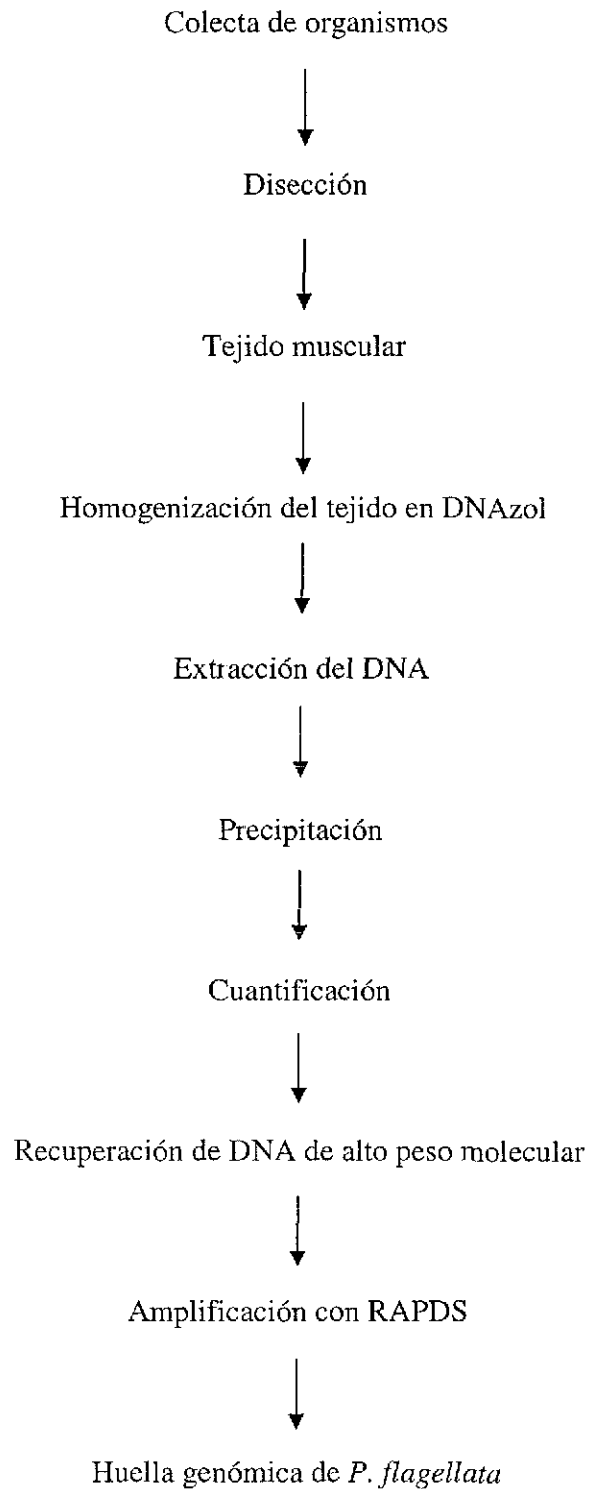 Colecta de organismos
Disección
Tejido muscular
Homogenización del tejido en DNAzol
Extracción del DNA
Precipitación
Cuantificación
Recuperación de DNA de alto peso molecular
Amplificación con RAPDS
Huella genómica de P. flagellata